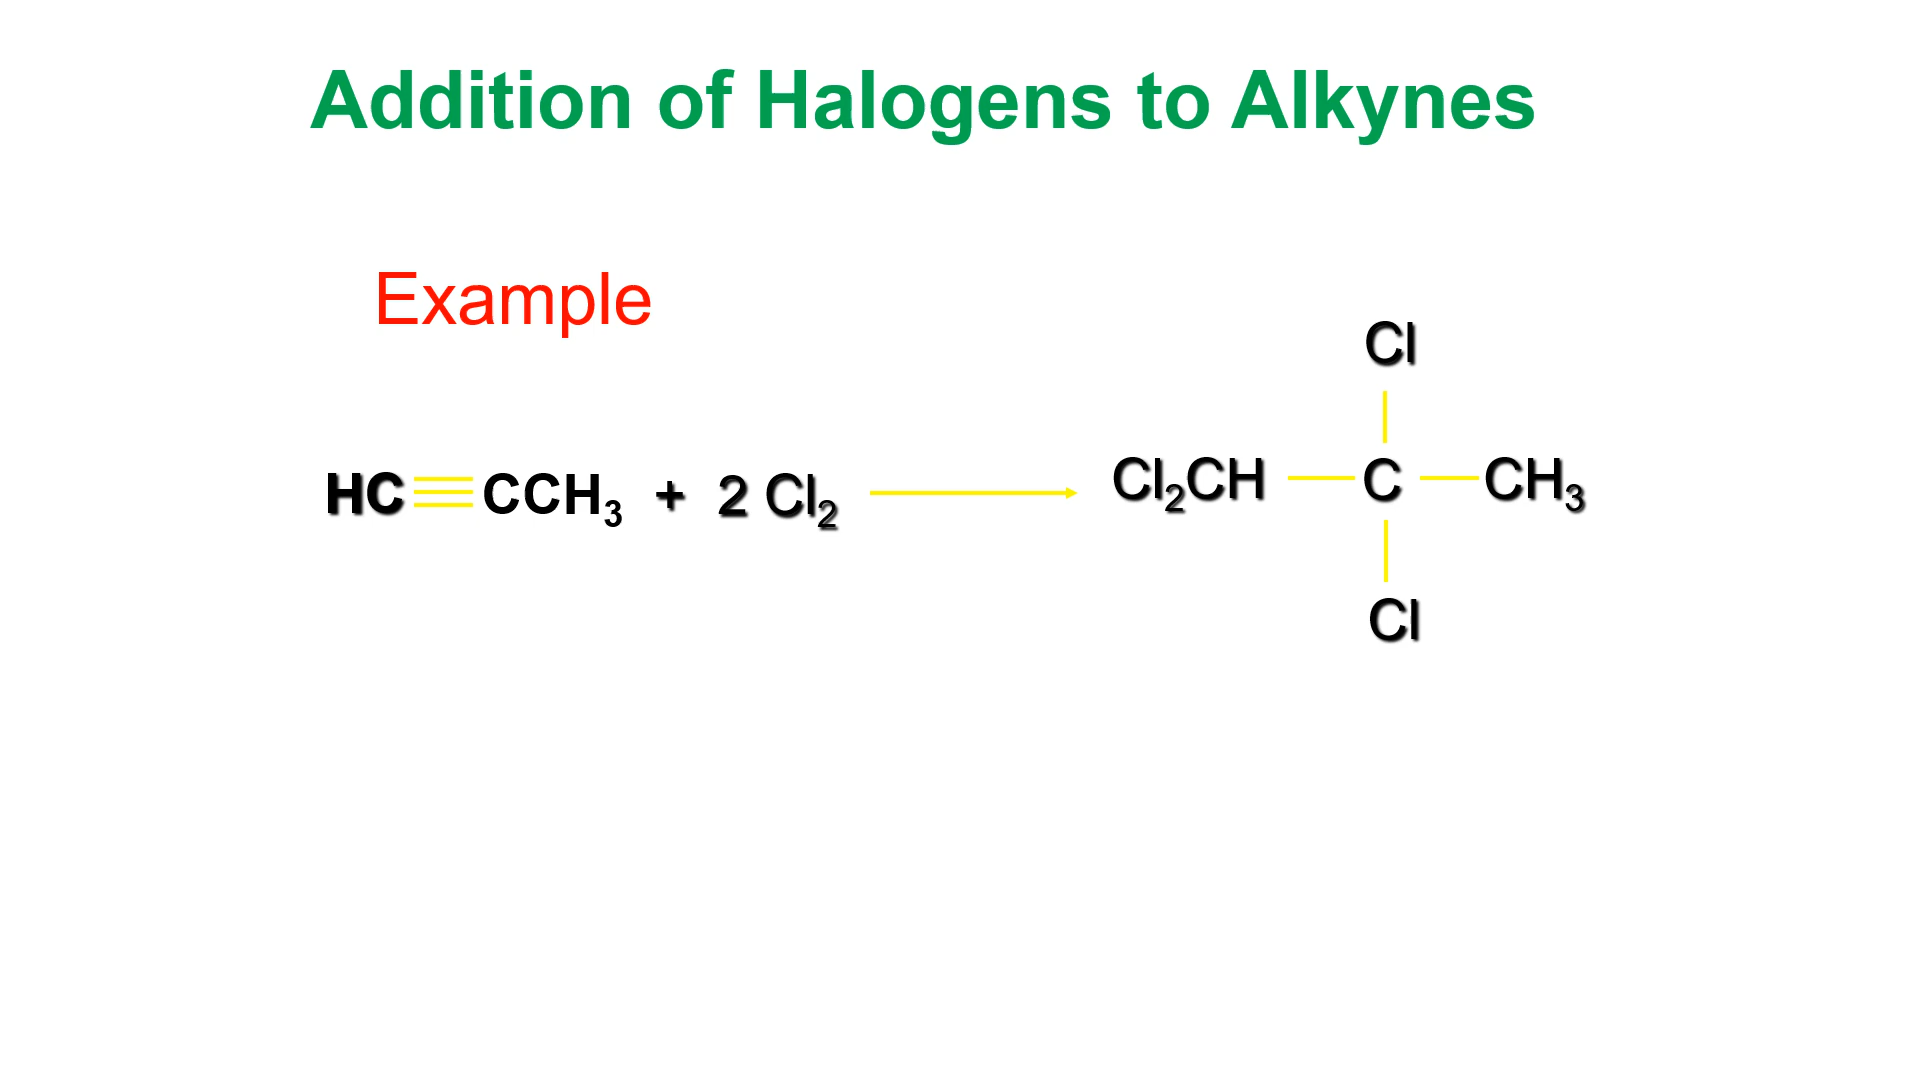 Addition of Halogens to Alkynes
Example
Cl
HC≡CCH₃ + 2 Cl₂ → Cl₂CH—C—CH₃
Cl